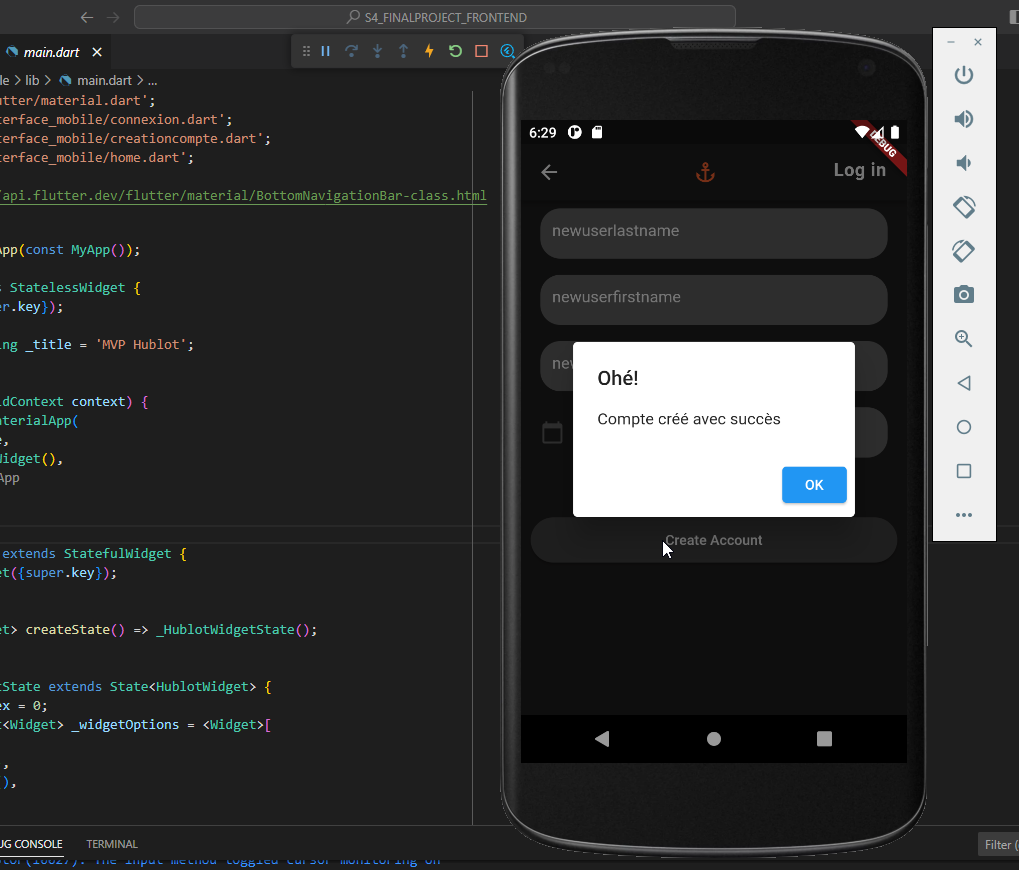 S4_FINALPROJECT_FRONTEND
main.dart
le > lib > main.dart > ...
tter/material.dart';
terface_mobile/connexion.dart';
terface_mobile/creationcompte.dart';
terface_mobile/home.dart';
/api.flutter.dev/flutter/material/BottomNavigationBar-class.html
App(const MyApp());
s StatelessWidget {
er.key});
ing _title = 'MVP Hublot';
ldContext context) {
aterialApp(
e,
Widget(),
App
extends StatefulWidget {
et({super.key});
et> createState() => _HublotWidgetState();
tState extends State<HublotWidget> {
ex = 0;
t<Widget> _widgetOptions = <Widget>[
,
(),
UG CONSOLE
TERMINAL
Filter (
tor(10027): The input method toggled cursor monitoring on
6:29
DEBUG
Log in
newuserlastname
newuserfirstname
new
Ohé!
Compte créé avec succès
OK
Create Account